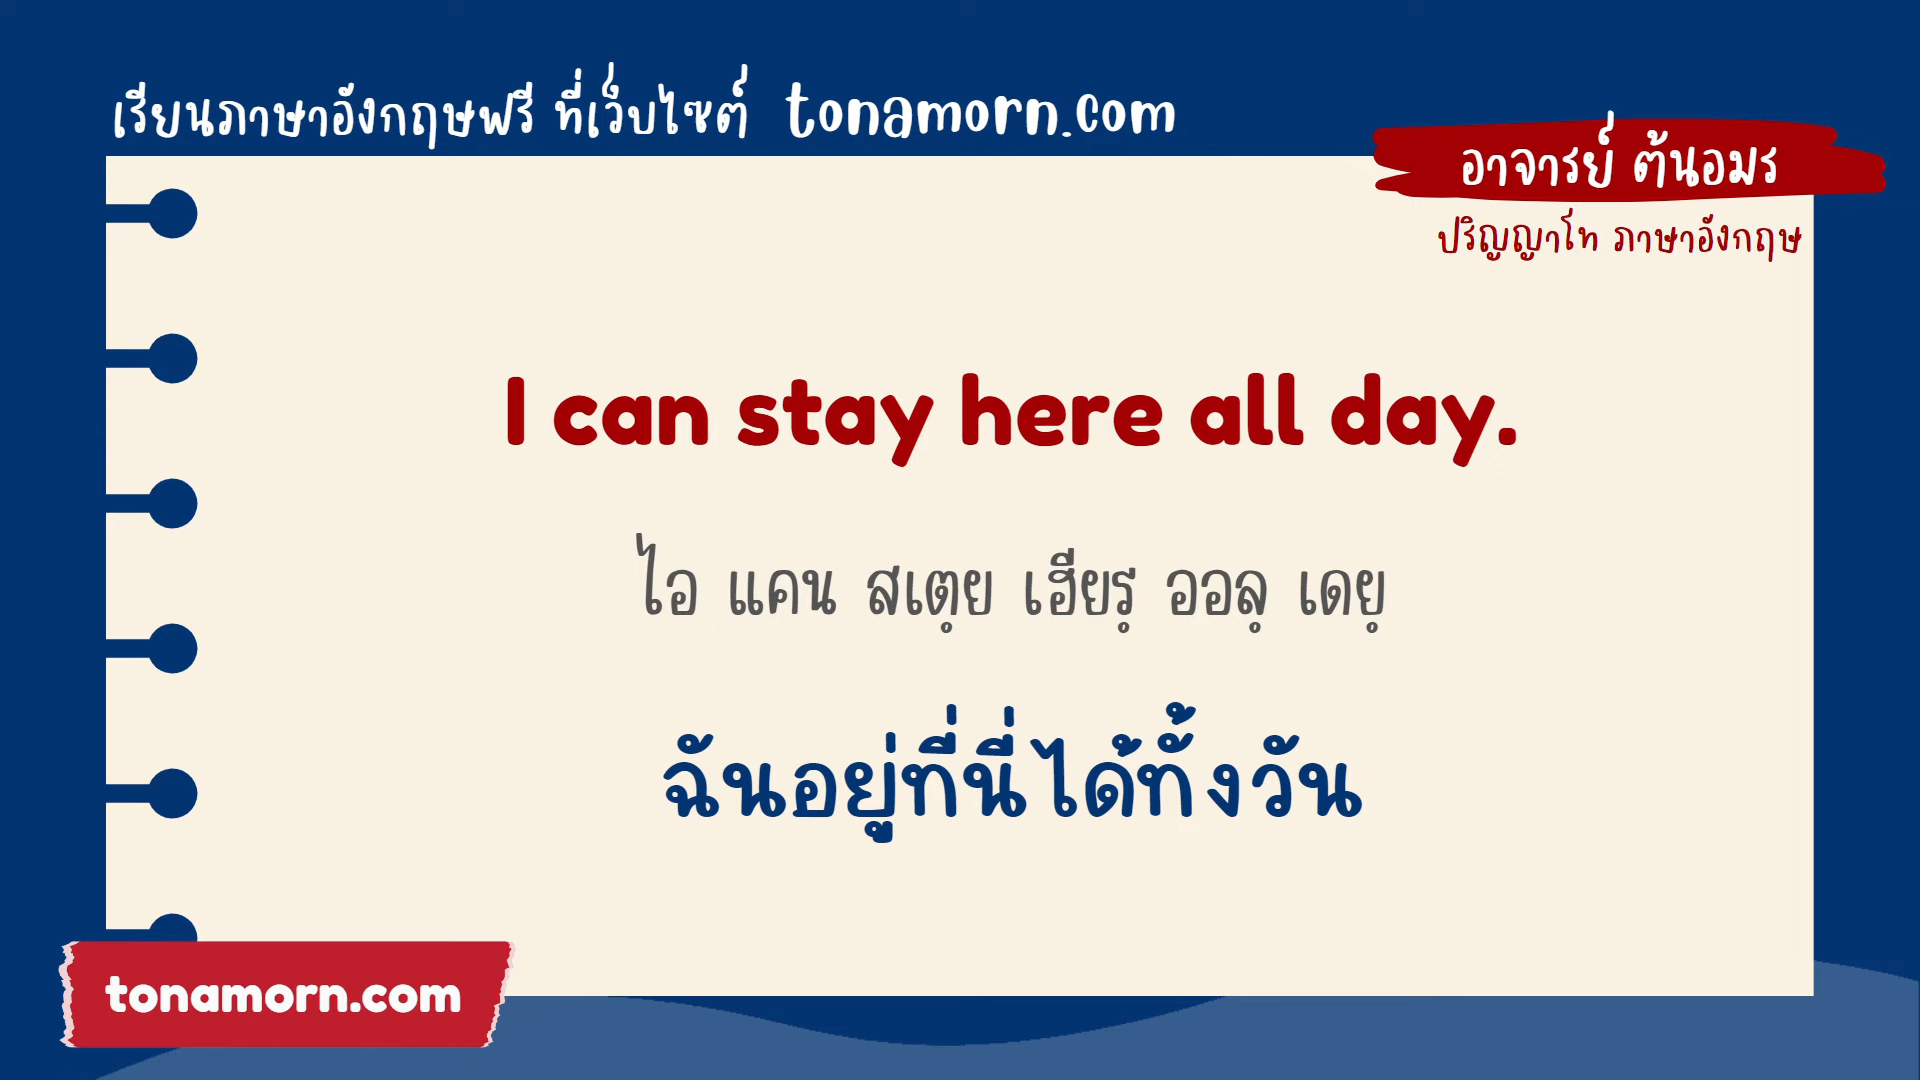 เรียนภาษาอังกฤษฟรี ที่เว็บไซต์ tonamorn.com
อาจารย์ ต้นอมร
ปริญญาโท ภาษาอังกฤษ
I can stay here all day.
ไอ แคน สเตฺย เฮียรฺ ออลฺ เดยฺ
ฉันอยู่ที่นี่ได้ทั้งวัน
tonamorn.com